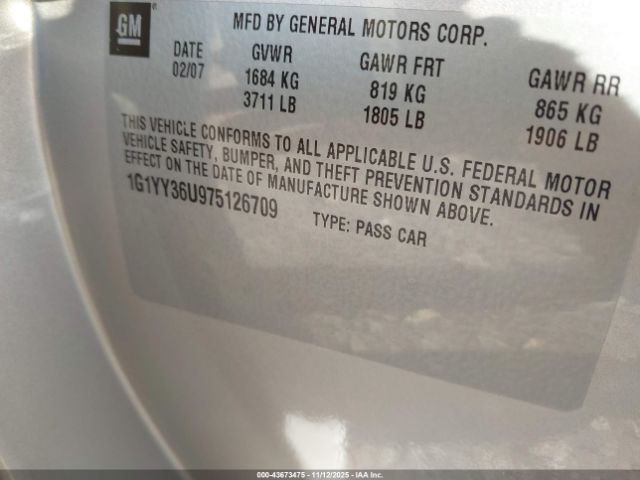 GM
MFD BY GENERAL MOTORS CORP.
DATE GVWR GAWR FRT GAWR RR
02/07 1684 KG 819 KG 865 KG
3711 LB 1805 LB 1906 LB
THIS VEHICLE CONFORMS TO ALL APPLICABLE U.S. FEDERAL MOTOR
VEHICLE SAFETY, BUMPER, AND THEFT PREVENTION STANDARDS IN
EFFECT ON THE DATE OF MANUFACTURE SHOWN ABOVE.
1G1YY36U975126709 TYPE: PASS CAR
000-43673475 - 11/12/2025 - IAA Inc.